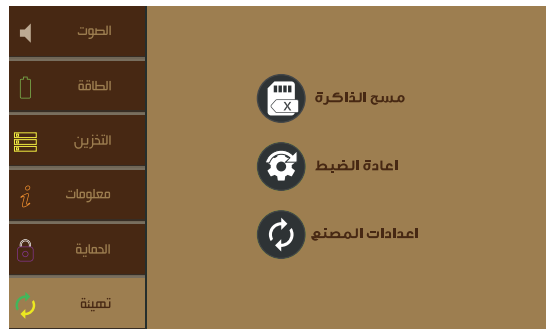 الصوت
الطاقة
التخزين
معلومات
الحماية
تهيئة
مسح الذاكرة
اعادة الضبط
اعدادات المصنع